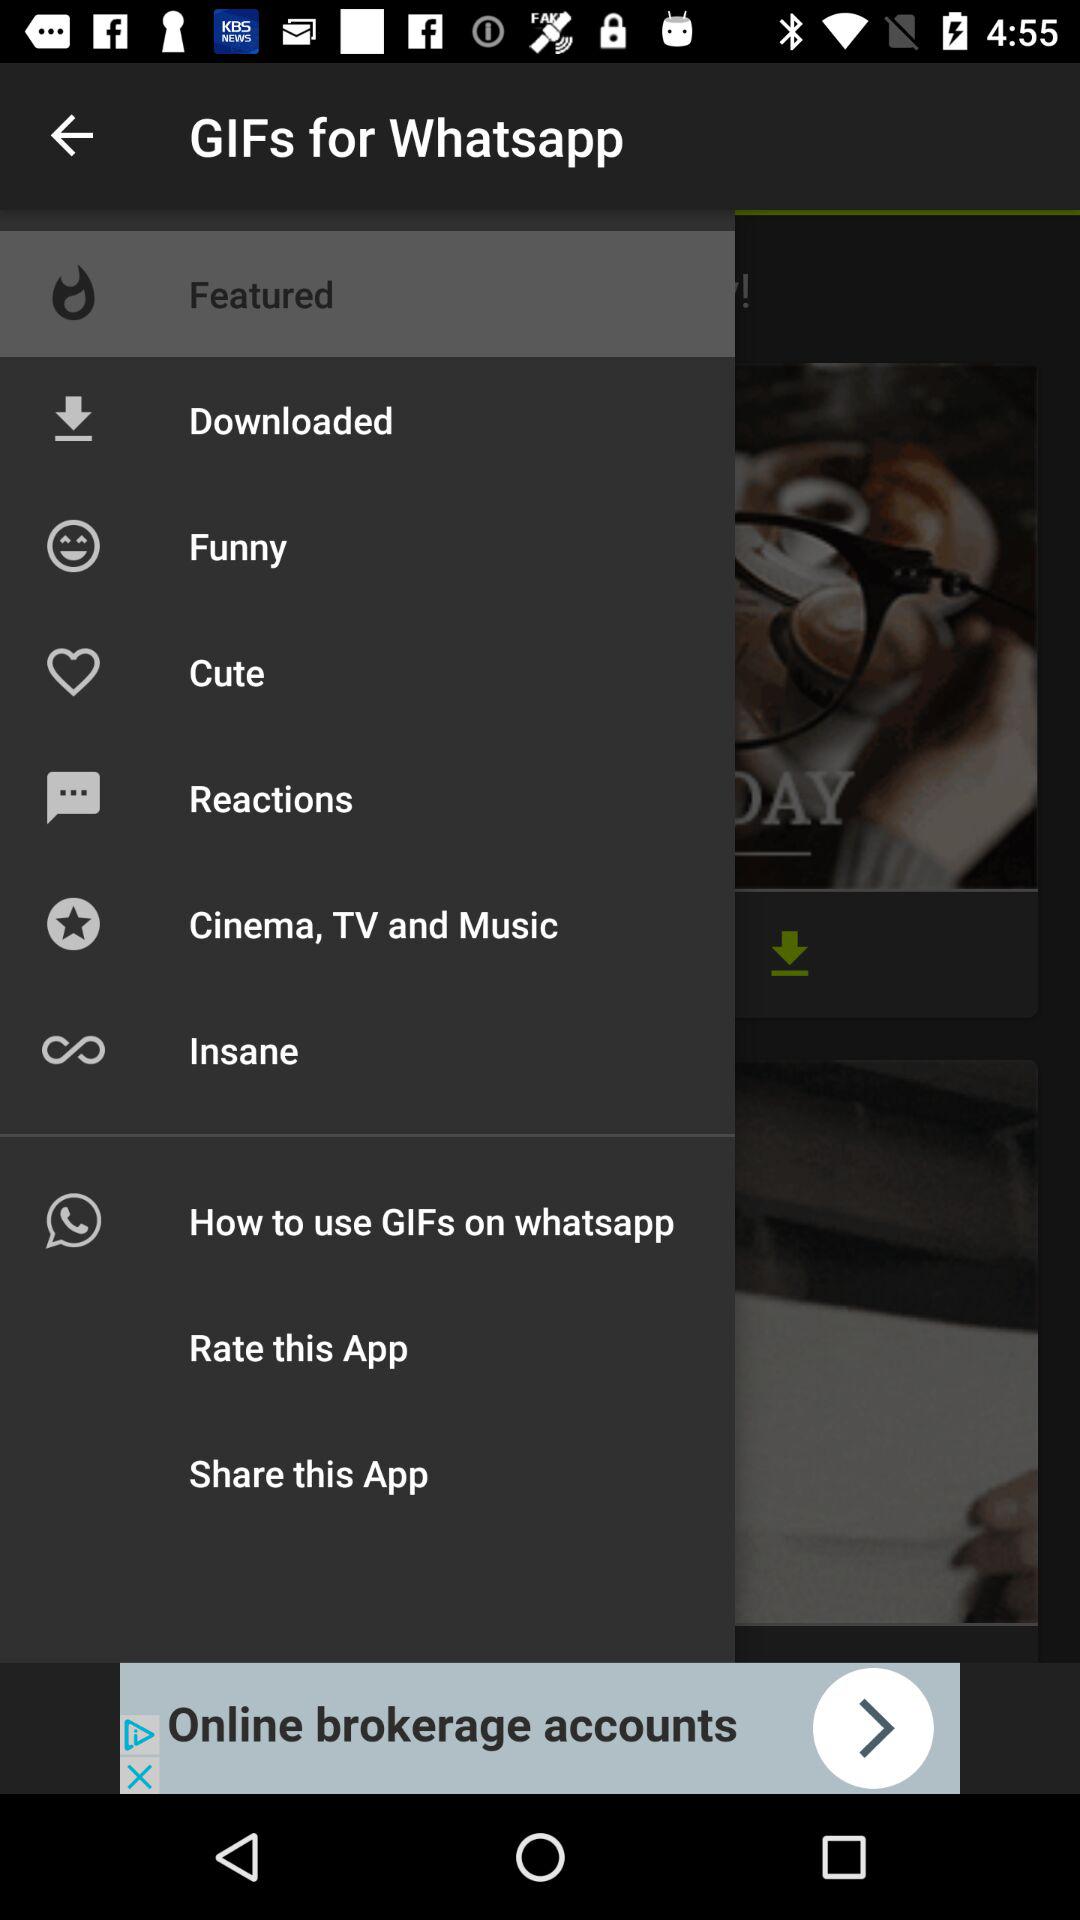 KBS
NEWS
FAKE
4:55
GIFs for Whatsapp
Featured
Downloaded
Funny
Cute
Reactions
DAY
Cinema, TV and Music
Insane
How to use GIFs on whatsapp
Rate this App
Share this App
Online brokerage accounts